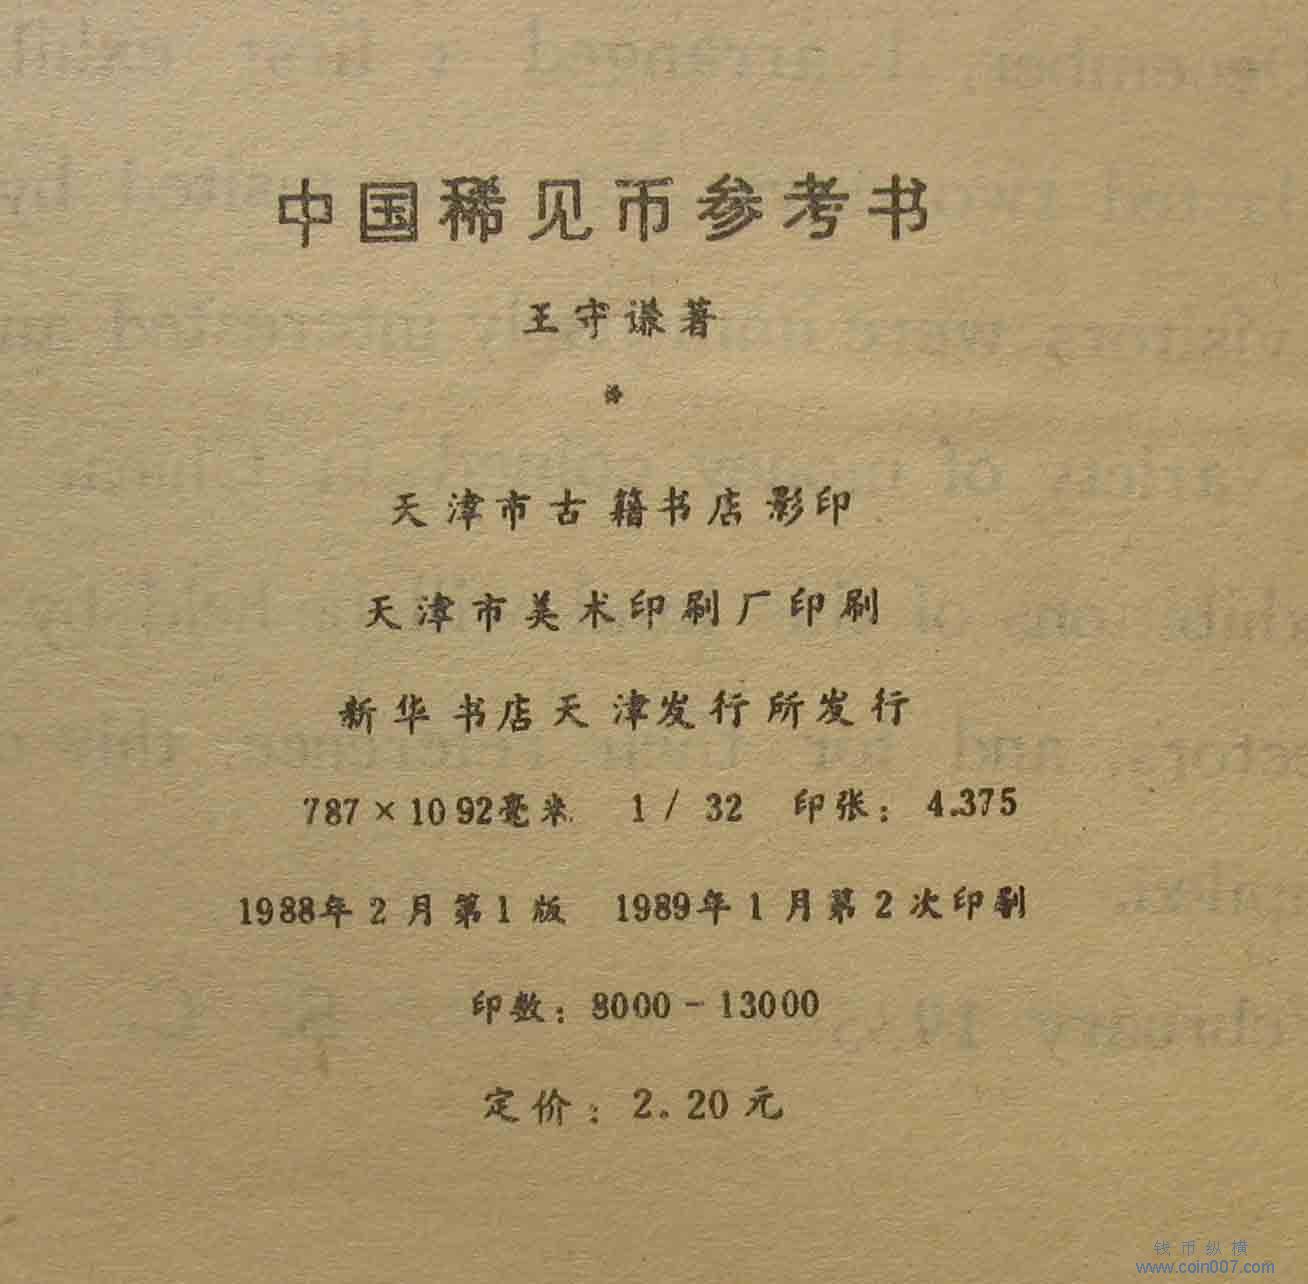 中国稀见币参考书
王守谦著
天津市古籍书店影印
天津市美术印刷厂印刷
新华书店天津发行所发行
787×1092毫米 1/32 印张：4.375
1988年2月第1版 1989年1月第2次印刷
印数：8000-13000
定价：2.20元
钱币纵横
www.coin007.com